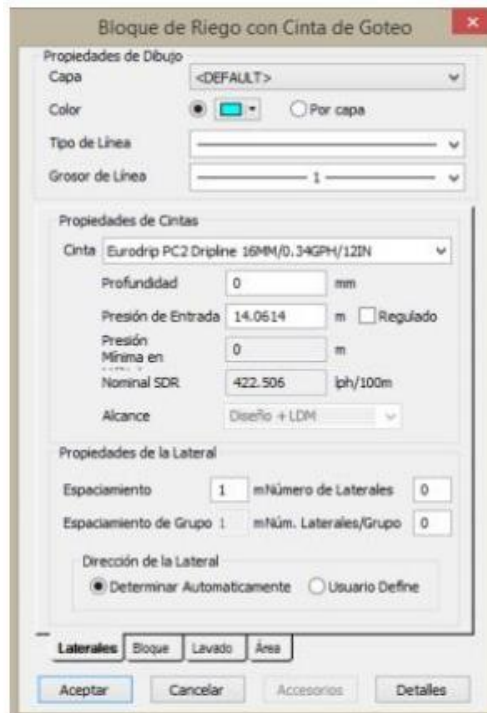 Bloque de Riego con Cinta de Goteo
Propiedades de Dibujo
Capa <DEFAULT>
Color Por capa
Tipo de Línea
Grosor de Línea 1
Propiedades de Cintas
Cinta Eurodrip PC2 Dripline 16MM/0.34GPH/12IN
Profundidad 0 mm
Presión de Entrada 14.0614 m Regulado
Presión
Mínima en 0 m
Nominal SDR 422.506 lph/100m
Alcance Diseño +LDM
Propiedades de la Lateral
Espaciamiento 1 mNúmero de Laterales 0
Espaciamiento de Grupo 1 mNúm. Laterales/Grupo 0
Dirección de la Lateral
Determinar Automaticamente Usuario Define
Laterales Bloque Lavado Área
Aceptar Cancelar Accesorios Detalles